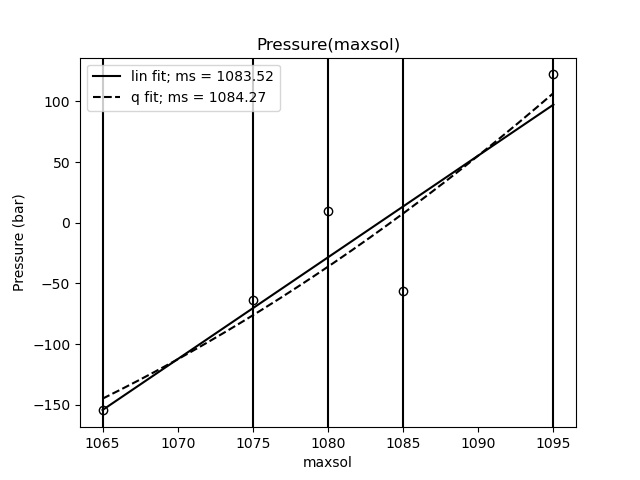 Pressure(maxsol)
lin fit; ms = 1083.52
q fit; ms = 1084.27
Pressure (bar)
100
50
0
−50
−100
−150
1065 1070 1075 1080 1085 1090 1095
maxsol